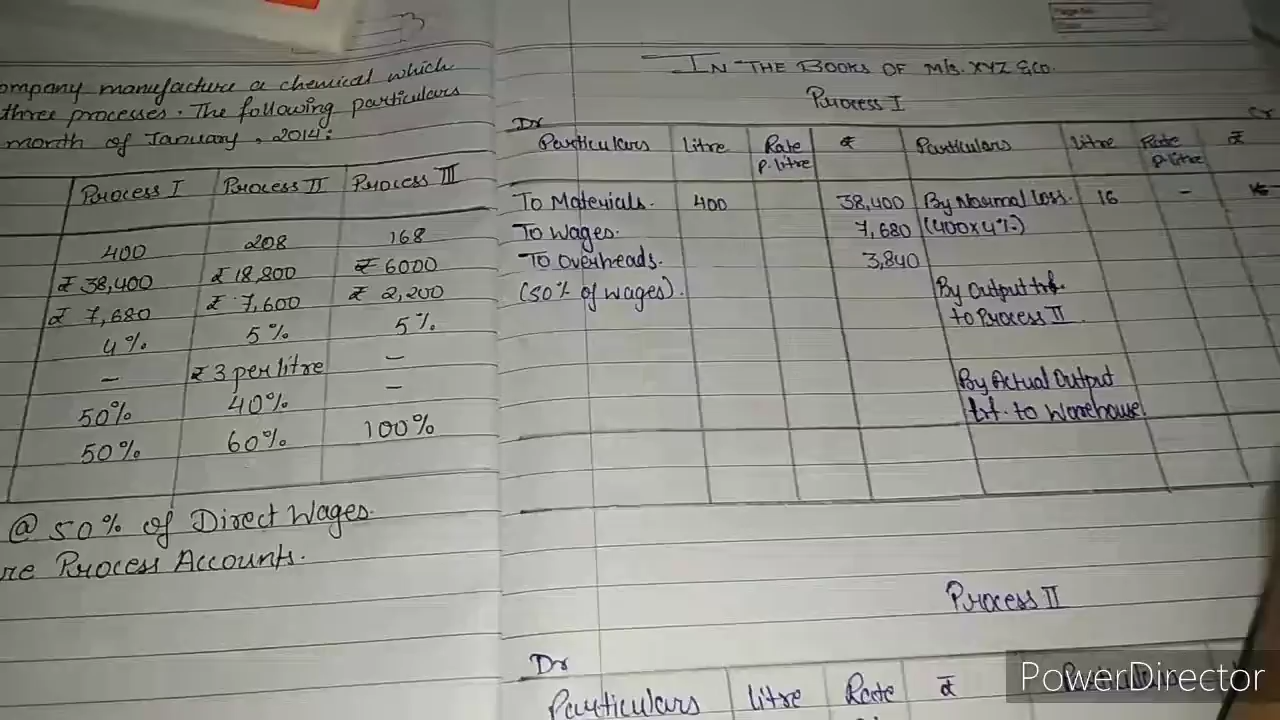 ompany manufacture a chemical which
three processes. The following particulars
month of January, 2014:
Process I Process II Process III
400 208 168
₹ 38,400 ₹ 18,800 ₹ 6000
₹ 7,680 ₹ 7,600 ₹ 2,200
4% 5% 5%
– ₹ 3 per litre –
50% 40% –
50% 60% 100%
@ 50% of Direct Wages.
re Process Accounts.
IN THE BOOKS OF M/s. XYZ & CO.
Process I
Dr Cr
Particulars Litre Rate p.litre ₹ Particulars Litre Rate p.litre ₹
To Materials. 400 38,400 By Normal loss. 16 –
To Wages. 7,680 (400x4%)
To Overheads. 3,840
(50% of wages). By Output trf.
to Process II
By Actual Output
trf. to Warehouse
Process II
Dr
Particulars litre Rate ₹ Particulars
PowerDirector